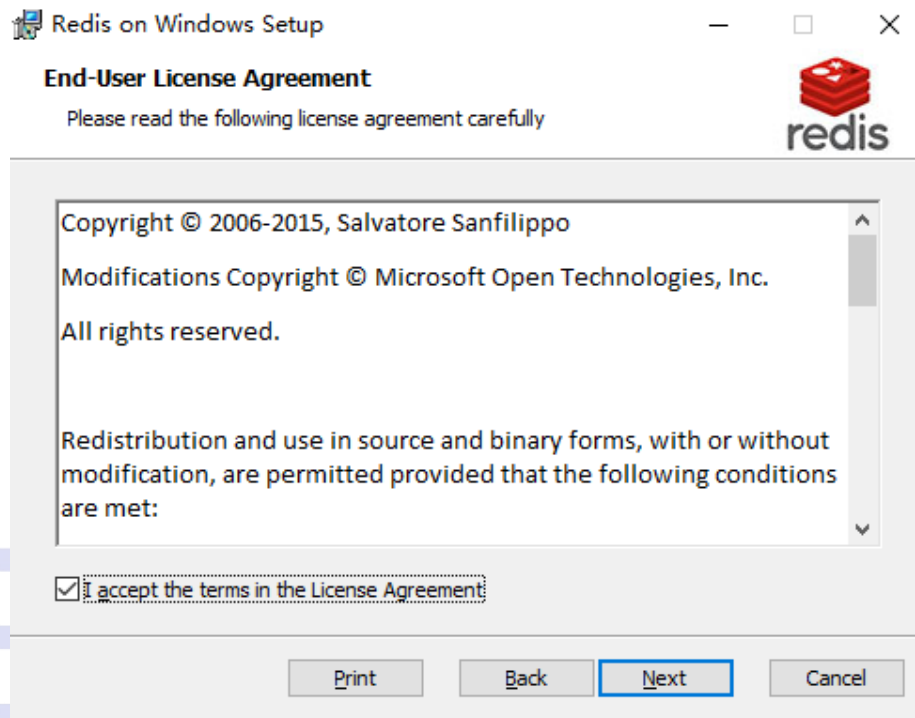 Redis on Windows Setup
End-User License Agreement
Please read the following license agreement carefully
redis
Copyright © 2006-2015, Salvatore Sanfilippo
Modifications Copyright © Microsoft Open Technologies, Inc.
All rights reserved.
Redistribution and use in source and binary forms, with or without
modification, are permitted provided that the following conditions
are met:
I accept the terms in the License Agreement
Print Back Next Cancel